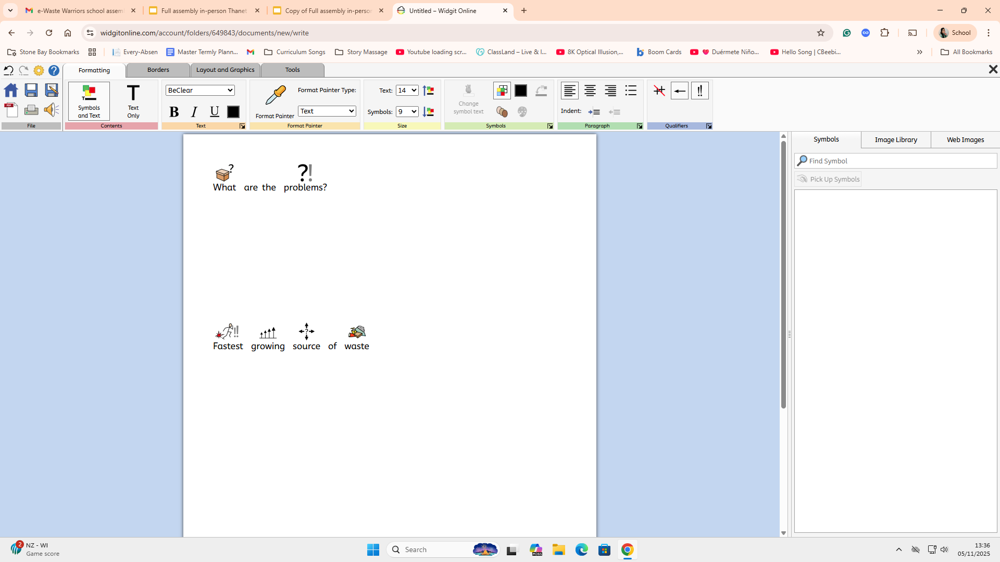 e-Waste Warriors school assem
Full assembly in-person Thanet
Copy of Full assembly in-person
Untitled – Widgit Online
widgitonline.com/account/folders/649843/documents/new/write
School
Stone Bay Bookmarks
Every-Absen
Master Termly Plann...
Curriculum Songs
Story Massage
Youtube loading scr...
ClassLand – Live & I...
8K Optical Illusion,...
Boom Cards
Duérmete Niño...
Hello Song | CBeebi...
All Bookmarks
Formatting
Borders
Layout and Graphics
Tools
Symbols and Text
T
Text Only
BeClear
B I U
Format Painter
Format Painter Type:
Text
Text: 14
Symbols: 9
Change symbol text
Indent:
File
Contents
Text
Format Painter
Size
Symbols
Paragraph
Qualifiers
Symbols
Image Library
Web Images
Find Symbol
Pick Up Symbols
What are the problems?
Fastest growing source of waste
2
NZ - WI
Game score
Search
M365
13:36
05/11/2025